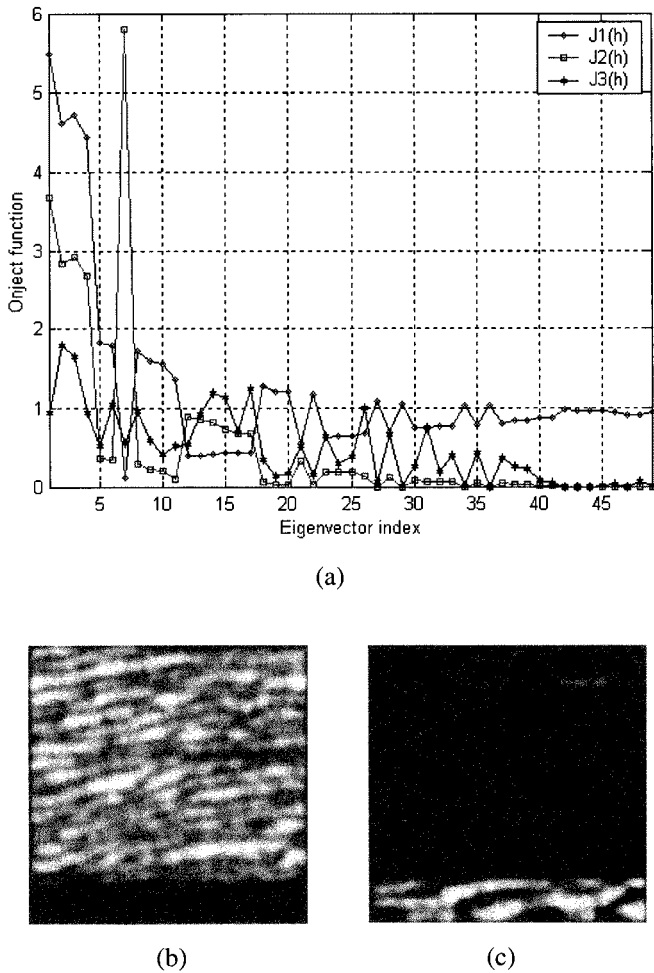 6
5
4
3
2
1
0
Onject function
J1(h)
J2(h)
J3(h)
5 10 15 20 25 30 35 40 45
Eigenvector index
(a)
(b)
(c)